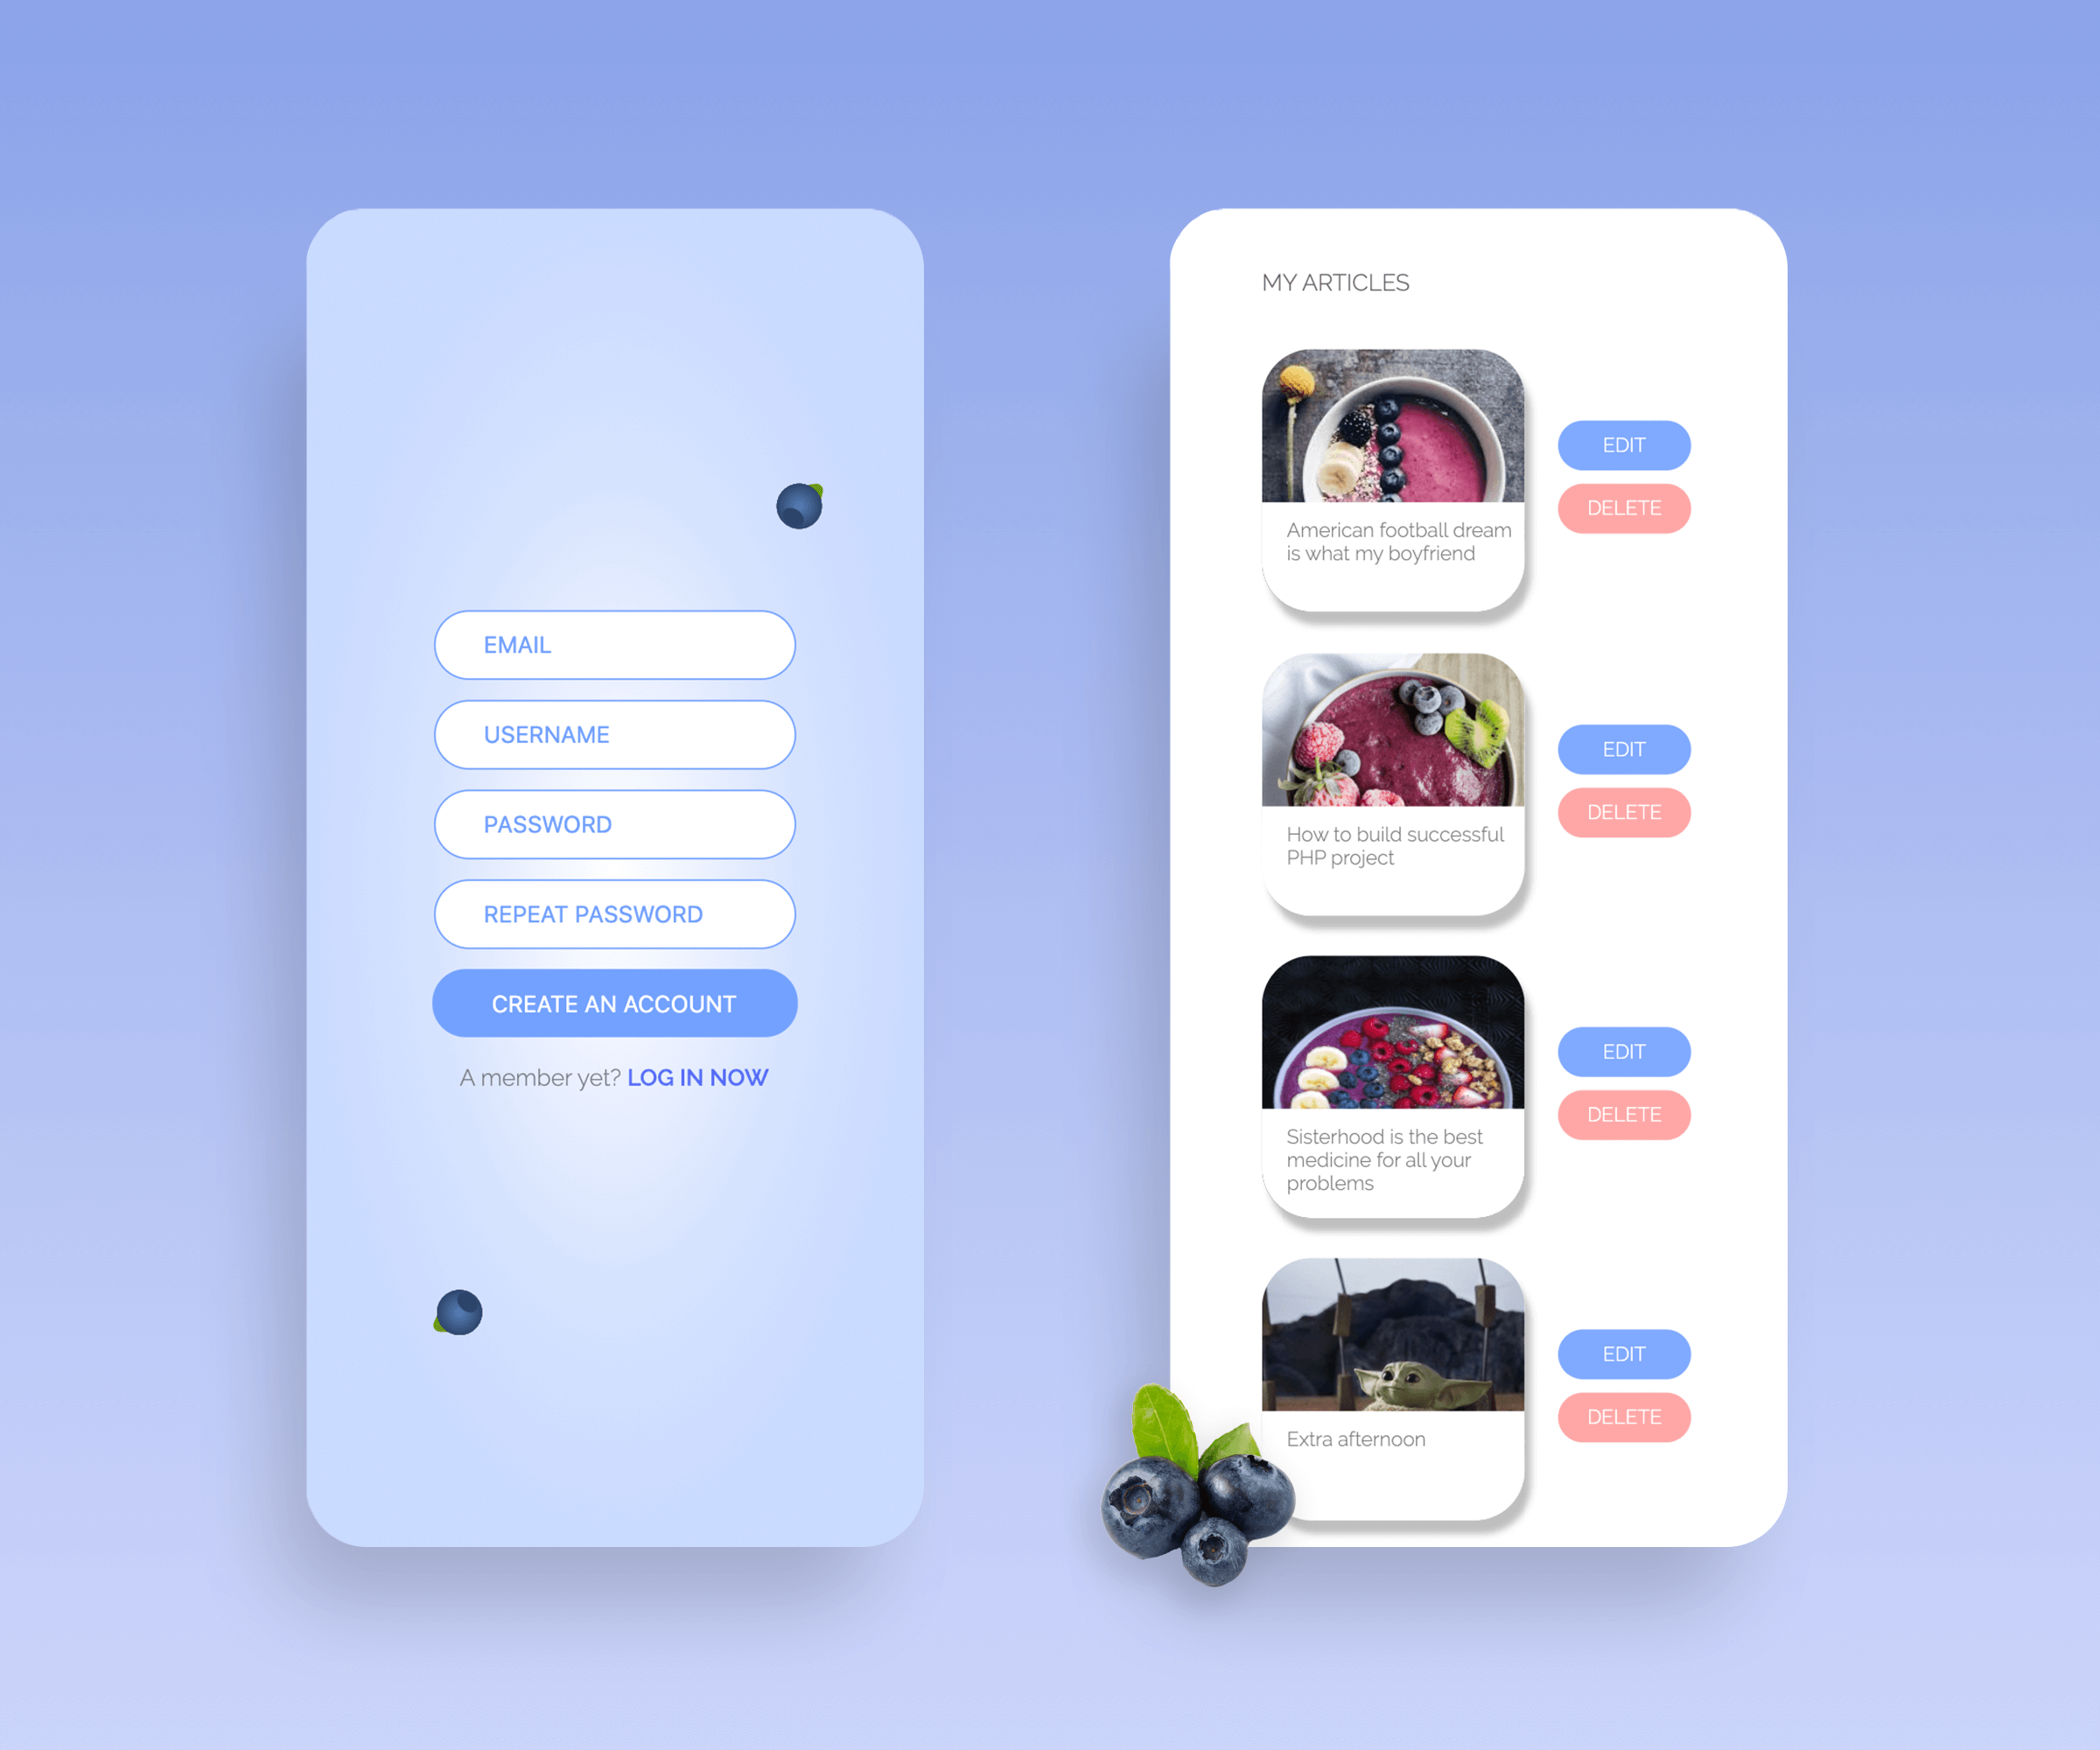 EMAIL
USERNAME
PASSWORD
REPEAT PASSWORD
CREATE AN ACCOUNT
A member yet? LOG IN NOW
MY ARTICLES
American football dream
is what my boyfriend
EDIT
DELETE
How to build successful
PHP project
EDIT
DELETE
Sisterhood is the best
medicine for all your
problems
EDIT
DELETE
Extra afternoon
EDIT
DELETE